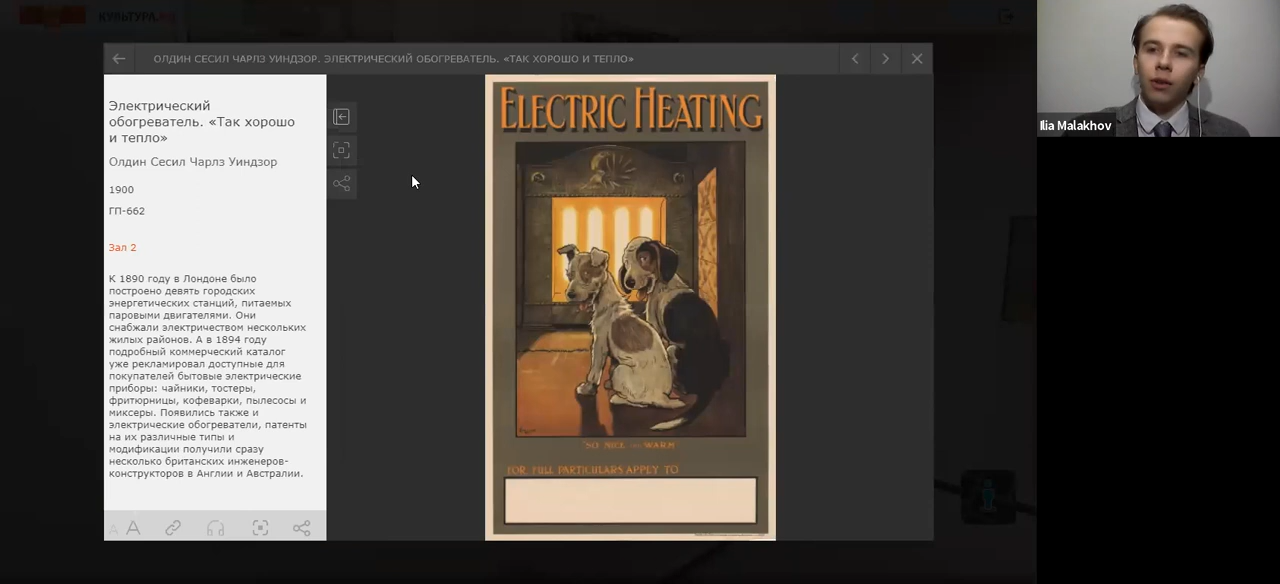 КУЛЬТУРА.РФ
ОЛДИН СЕСИЛ ЧАРЛЗ УИНДЗОР. ЭЛЕКТРИЧЕСКИЙ ОБОГРЕВАТЕЛЬ. «ТАК ХОРОШО И ТЕПЛО»
Электрический
обогреватель. «Так хорошо
и тепло»
Олдин Сесил Чарлз Уиндзор
1900
ГП-662
Зал 2
К 1890 году в Лондоне было
построено девять городских
энергетических станций, питаемых
паровыми двигателями. Они
снабжали электричеством нескольких
жилых районов. А в 1894 году
подробный коммерческий каталог
уже рекламировал доступные для
покупателей бытовые электрические
приборы: чайники, тостеры,
фритюрницы, кофеварки, пылесосы и
миксеры. Появились также и
электрические обогреватели, патенты
на их различные типы и
модификации получили сразу
несколько британских инженеров-
конструкторов в Англии и Австралии.
A A
ELECTRIC HEATING
"SO NICE AND WARM"
FOR FULL PARTICULARS APPLY TO
Ilia Malakhov